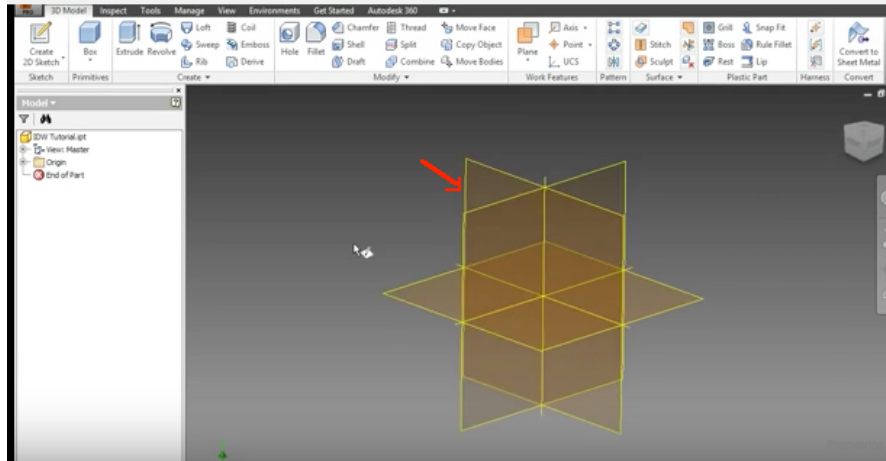 PRO 3D Model Inspect Tools Manage View Environments Get Started Autodesk 360
Loft Coil Chamfer Thread Move Face Axis Grill Snap Fit
Sweep Emboss Shell Split Copy Object Point Stitch Boss Rule Fillet
Create 2D Sketch Box Extrude Revolve Rib Derive Hole Fillet Draft Combine Move Bodies Plane UCS Sculpt Rest Lip Convert to Sheet Metal
Sketch Primitives Create Modify Work Features Pattern Surface Plastic Part Harness Convert
Model
IDW Tutorial.ipt
View: Master
Origin
End of Part